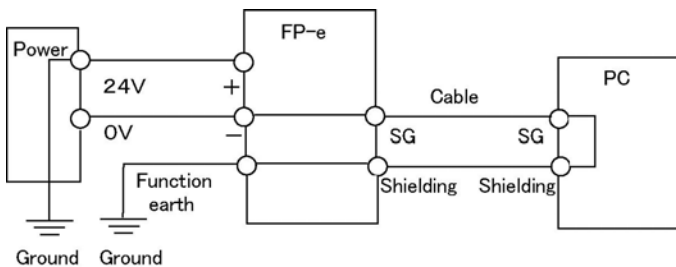 FP-e
Power
PC
24V
+
Cable
0V
−
SG
SG
Function
earth
Shielding
Shielding
Ground
Ground